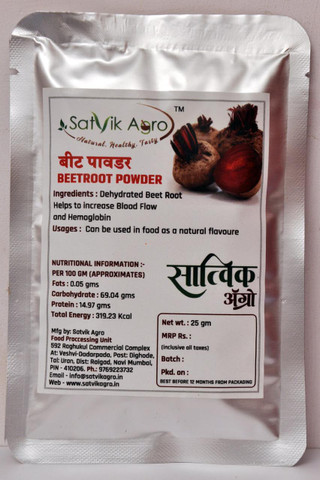 Satvik Agro™
Natural, Healthy, Tasty
बीट पावडर
BEETROOT POWDER
Ingredients : Dehydrated Beet Root
Helps to increase Blood Flow
and Hemoglobin
Usages : Can be used in food as a natural flavoure
NUTRITIONAL INFORMATION :-
PER 100 GM (APPROXIMATES)
Fats : 0.05 gms
Carbohydrate : 69.04 gms
Protein : 14.97 gms
Total Energy : 319.23 Kcal
सात्विक
ॲग्रो
Mfg by: Satvik Agro
Food Proccessing Unit
592 Raghukul Commercial Complex
At: Veshvi-Dadarpada, Post: Dighode,
Tal: Uran, Dist: Raigad, Navi Mumbai,
PIN - 410206. Ph.: 9769223732
Email - info@satvikagro.in
Web - www.satvikagro.in
Net wt. : 25 gm
MRP Rs. :
(Inclusive all taxes)
Batch :
Pkd. on :
BEST BEFORE 12 MONTHS FROM PACKAGING